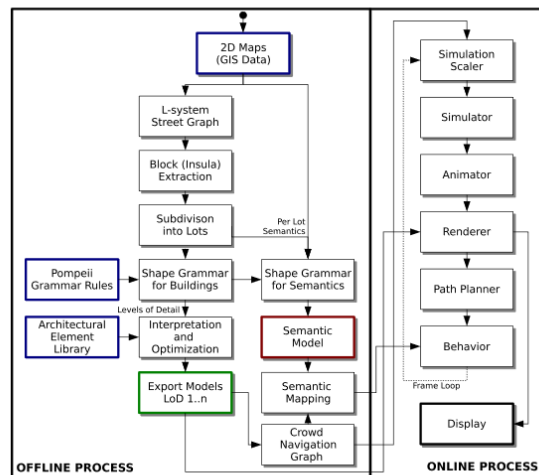 2D Maps
(GIS Data)
L-system
Street Graph
Block (Insula)
Extraction
Subdivison
into Lots
Per Lot
Semantics
Pompeii
Grammar Rules
Shape Grammar
for Buildings
Shape Grammar
for Semantics
Levels of Detail
Architectural
Element
Library
Interpretation
and
Optimization
Semantic
Model
Export Models
LoD 1..n
Semantic
Mapping
Crowd
Navigation
Graph
OFFLINE PROCESS
Simulation
Scaler
Simulator
Animator
Renderer
Path Planner
Behavior
Frame Loop
Display
ONLINE PROCESS